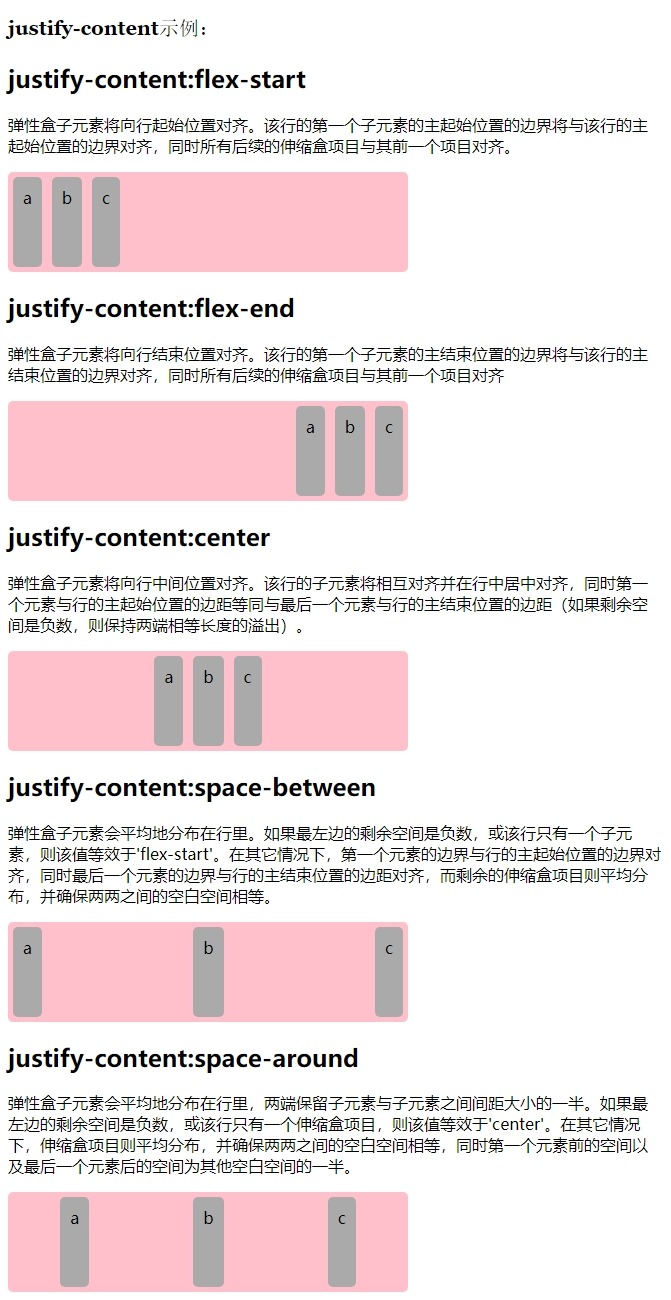 justify-content示例：
justify-content:flex-start
弹性盒子元素将向行起始位置对齐。该行的第一个子元素的主起始位置的边界将与该行的主
起始位置的边界对齐，同时所有后续的伸缩盒项目与其前一个项目对齐。
a b c
justify-content:flex-end
弹性盒子元素将向行结束位置对齐。该行的第一个子元素的主结束位置的边界将与该行的主
结束位置的边界对齐，同时所有后续的伸缩盒项目与其前一个项目对齐
a b c
justify-content:center
弹性盒子元素将向行中间位置对齐。该行的子元素将相互对齐并在行中居中对齐，同时第一
个元素与行的主起始位置的边距等同与最后一个元素与行的主结束位置的边距（如果剩余空
间是负数，则保持两端相等长度的溢出）。
a b c
justify-content:space-between
弹性盒子元素会平均地分布在行里。如果最左边的剩余空间是负数，或该行只有一个子元
素，则该值等效于'flex-start'。在其它情况下，第一个元素的边界与行的主起始位置的边界对
齐，同时最后一个元素的边界与行的主结束位置的边距对齐，而剩余的伸缩盒项目则平均分
布，并确保两两之间的空白空间相等。
a b c
justify-content:space-around
弹性盒子元素会平均地分布在行里，两端保留子元素与子元素之间间距大小的一半。如果最
左边的剩余空间是负数，或该行只有一个伸缩盒项目，则该值等效于'center'。在其它情况
下，伸缩盒项目则平均分布，并确保两两之间的空白空间相等，同时第一个元素前的空间以
及最后一个元素后的空间为其他空白空间的一半。
a b c